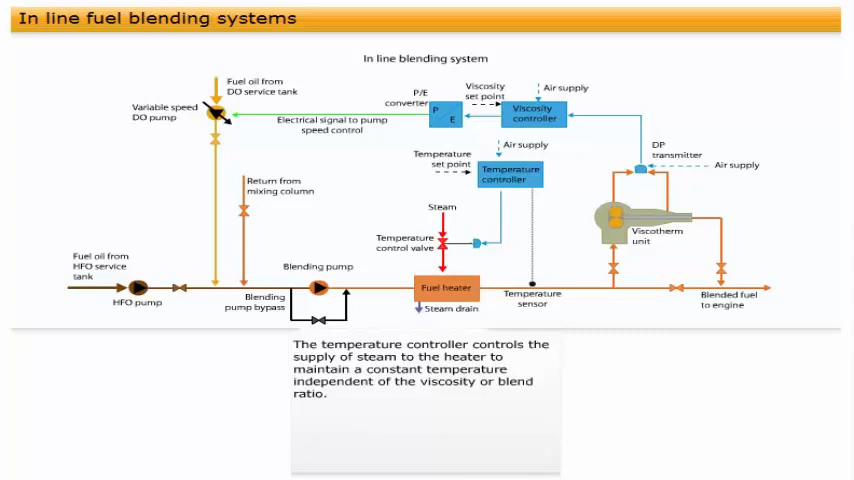 In line fuel blending systems
In line blending system
Fuel oil from
DO service tank
Variable speed
DO pump
Electrical signal to pump
speed control
P/E
converter
P
E
Viscosity
set point
Air supply
Viscosity
controller
DP
transmitter
Air supply
Air supply
Temperature
set point
Temperature
controller
Return from
mixing column
Steam
Temperature
control valve
Viscotherm
unit
Fuel oil from
HFO service
tank
HFO pump
Blending pump
Blending
pump bypass
Fuel heater
Steam drain
Temperature
sensor
Blended fuel
to engine
The temperature controller controls the
supply of steam to the heater to
maintain a constant temperature
independent of the viscosity or blend
ratio.